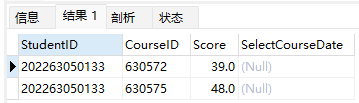 信息 结果 1 剖析 状态
StudentID CourseID Score SelectCourseDate
202263050133 630572 39.0 (Null)
202263050133 630575 48.0 (Null)